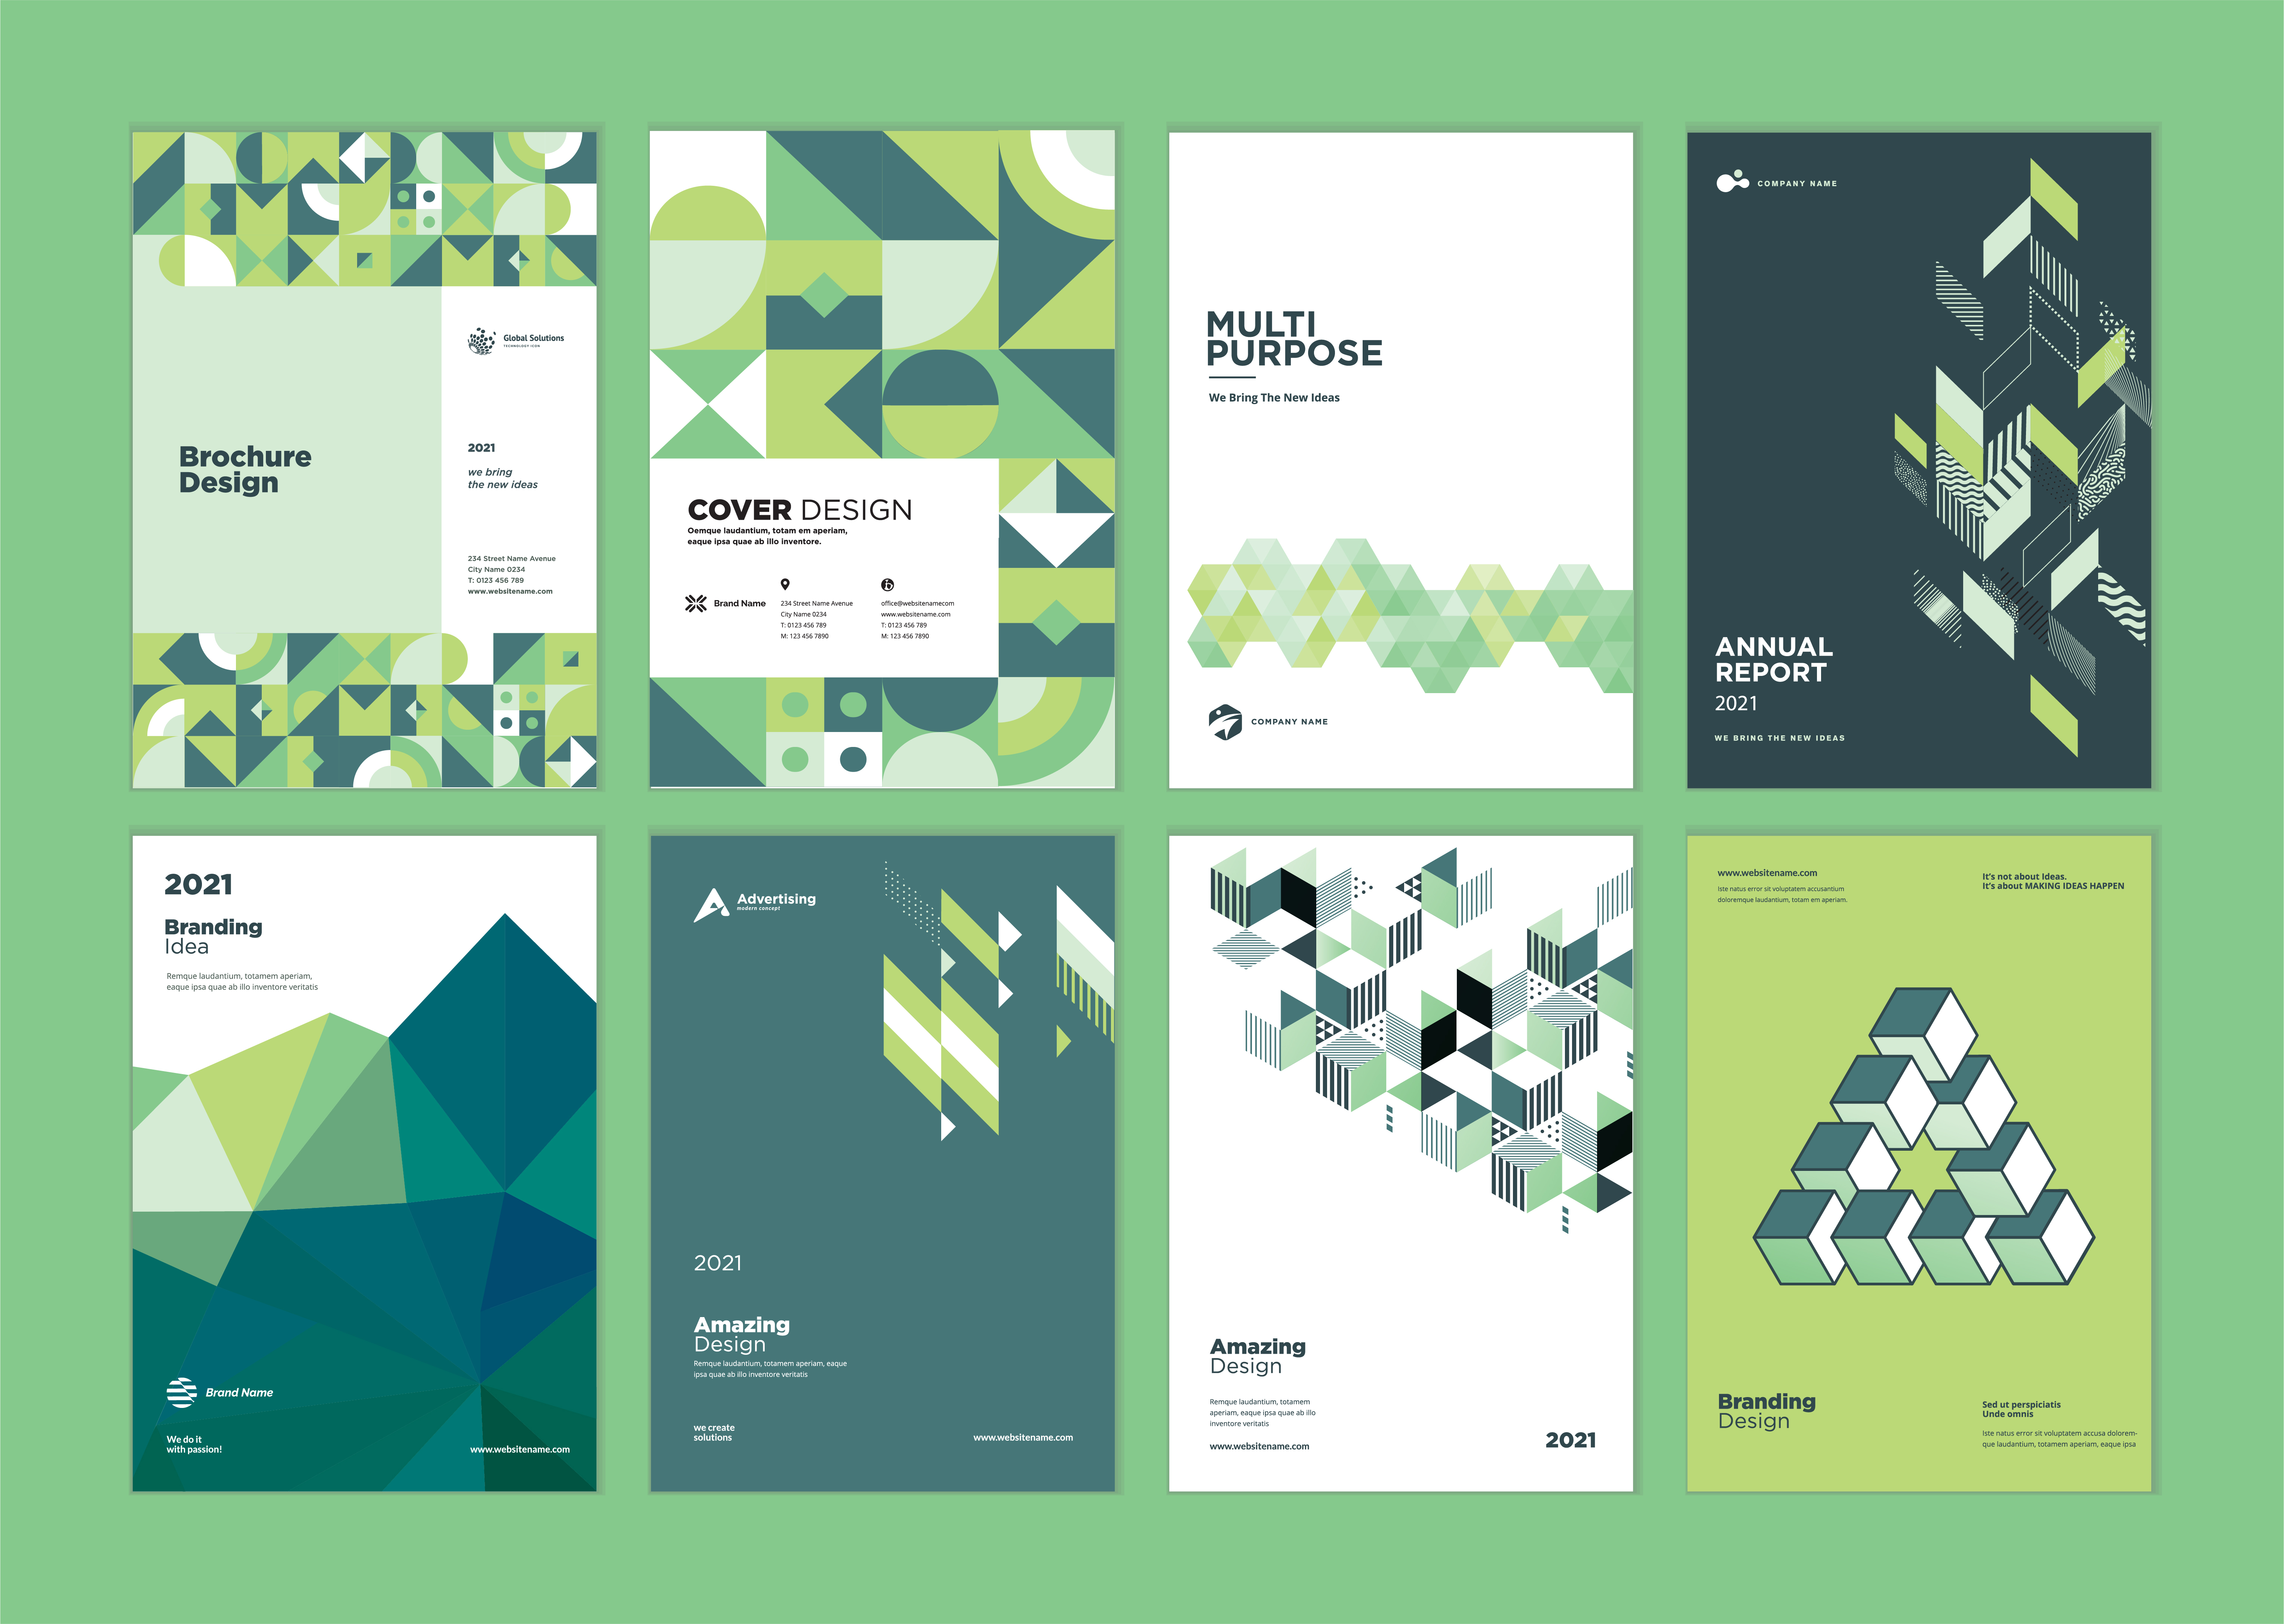 Global Solutions
TECHNOLOGY ICON
Brochure
Design
2021
we bring
the new ideas
234 Street Name Avenue
City Name 0234
T: 0123 456 789
www.websitename.com
COVER DESIGN
Oemque laudantium, totam em aperiam,
eaque ipsa quae ab illo inventore.
Brand Name
234 Street Name Avenue
City Name 0234
T: 0123 456 789
M: 123 456 7890
office@websitenamecom
www.websitename.com
T: 0123 456 789
M: 123 456 7890
MULTI
PURPOSE
We Bring The New Ideas
COMPANY NAME
COMPANY NAME
ANNUAL
REPORT
2021
WE BRING THE NEW IDEAS
2021
Branding
Idea
Remque laudantium, totamem aperiam,
eaque ipsa quae ab illo inventore veritatis
Brand Name
We do it
with passion!
www.websitename.com
Advertising
modern concept
2021
Amazing
Design
Remque laudantium, totamem aperiam, eaque
ipsa quae ab illo inventore veritatis
we create
solutions
www.websitename.com
Amazing
Design
Remque laudantium, totamem
aperiam, eaque ipsa quae ab illo
inventore veritatis
www.websitename.com
2021
www.websitename.com
Iste natus error sit voluptatem accusantium
doloremque laudantium, totam em aperiam.
It's not about Ideas.
It's about MAKING IDEAS HAPPEN
Branding
Design
Sed ut perspiciatis
Unde omnis
Iste natus error sit voluptatem accusa dolorem-
que laudantium, totamem aperiam, eaque ipsa